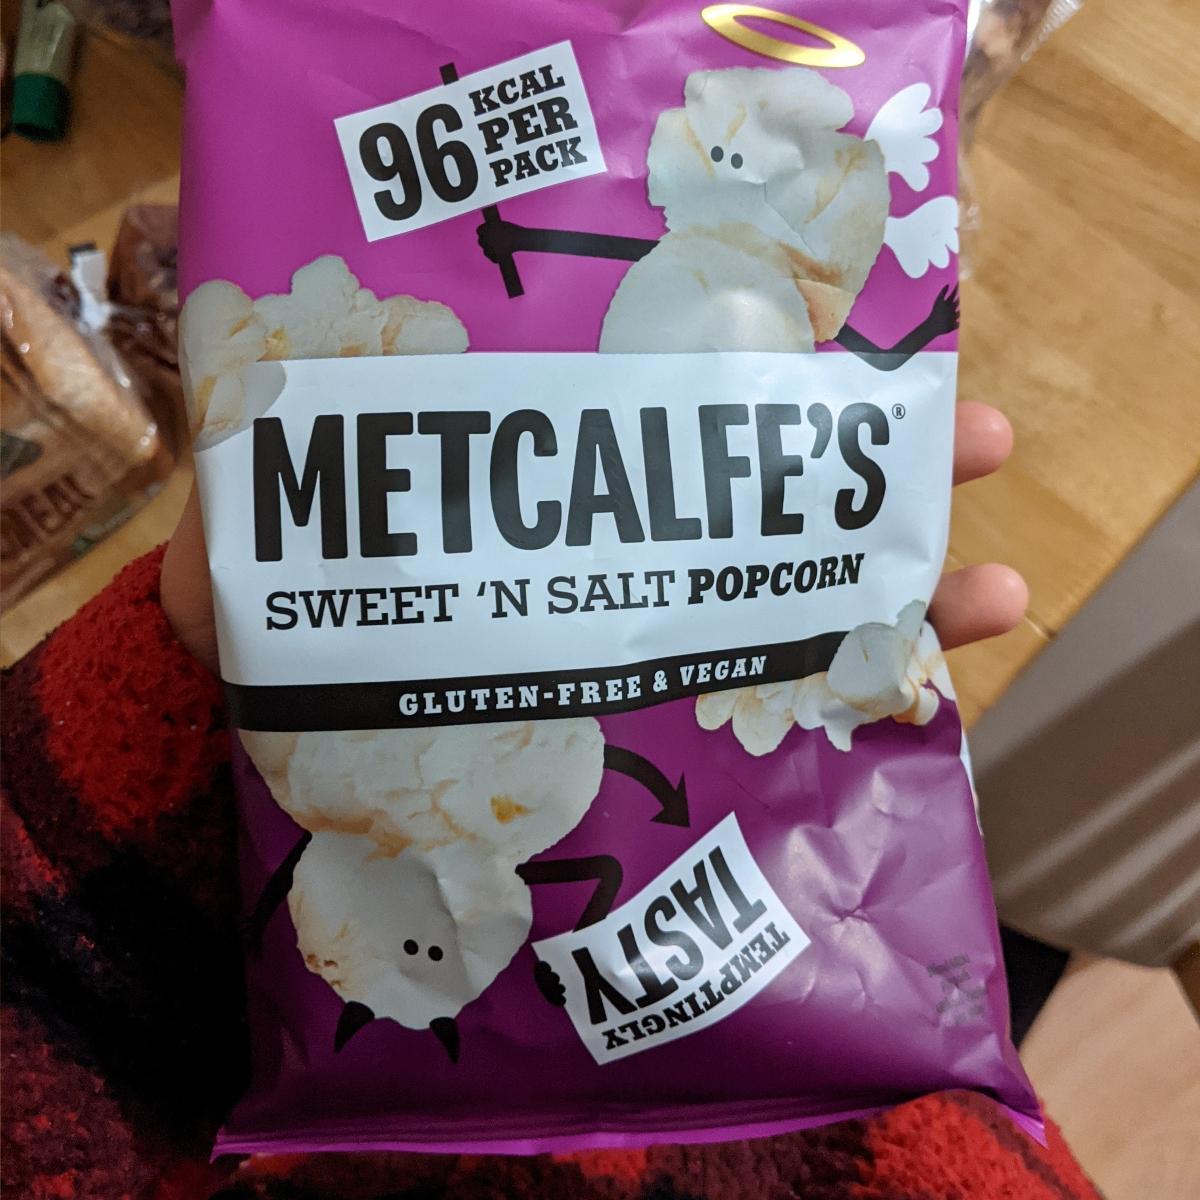 96 KCAL
PER
PACK
METCALFE'S®
SWEET 'N SALT POPCORN
GLUTEN-FREE & VEGAN
TEMPTINGLY
TASTY